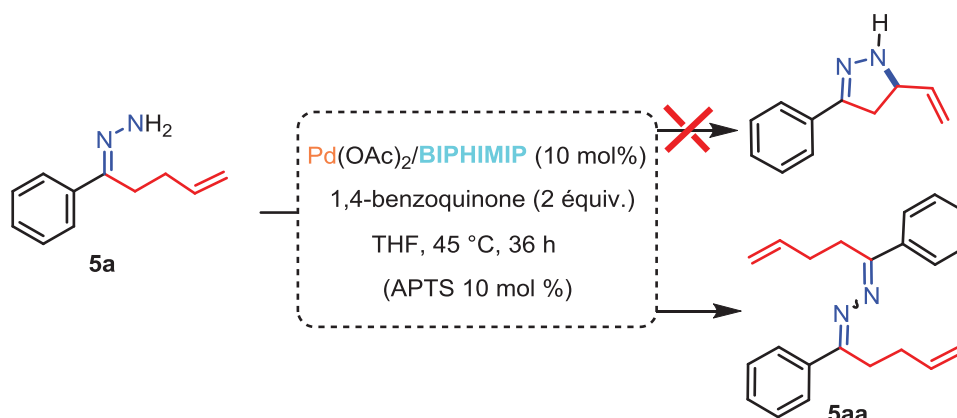 H
N
N
N
NH2
5a
Pd(OAc)2/BIPHIMIP (10 mol%)
1,4-benzoquinone (2 équiv.)
THF, 45 °C, 36 h
(APTS 10 mol %)
N
N
5aa